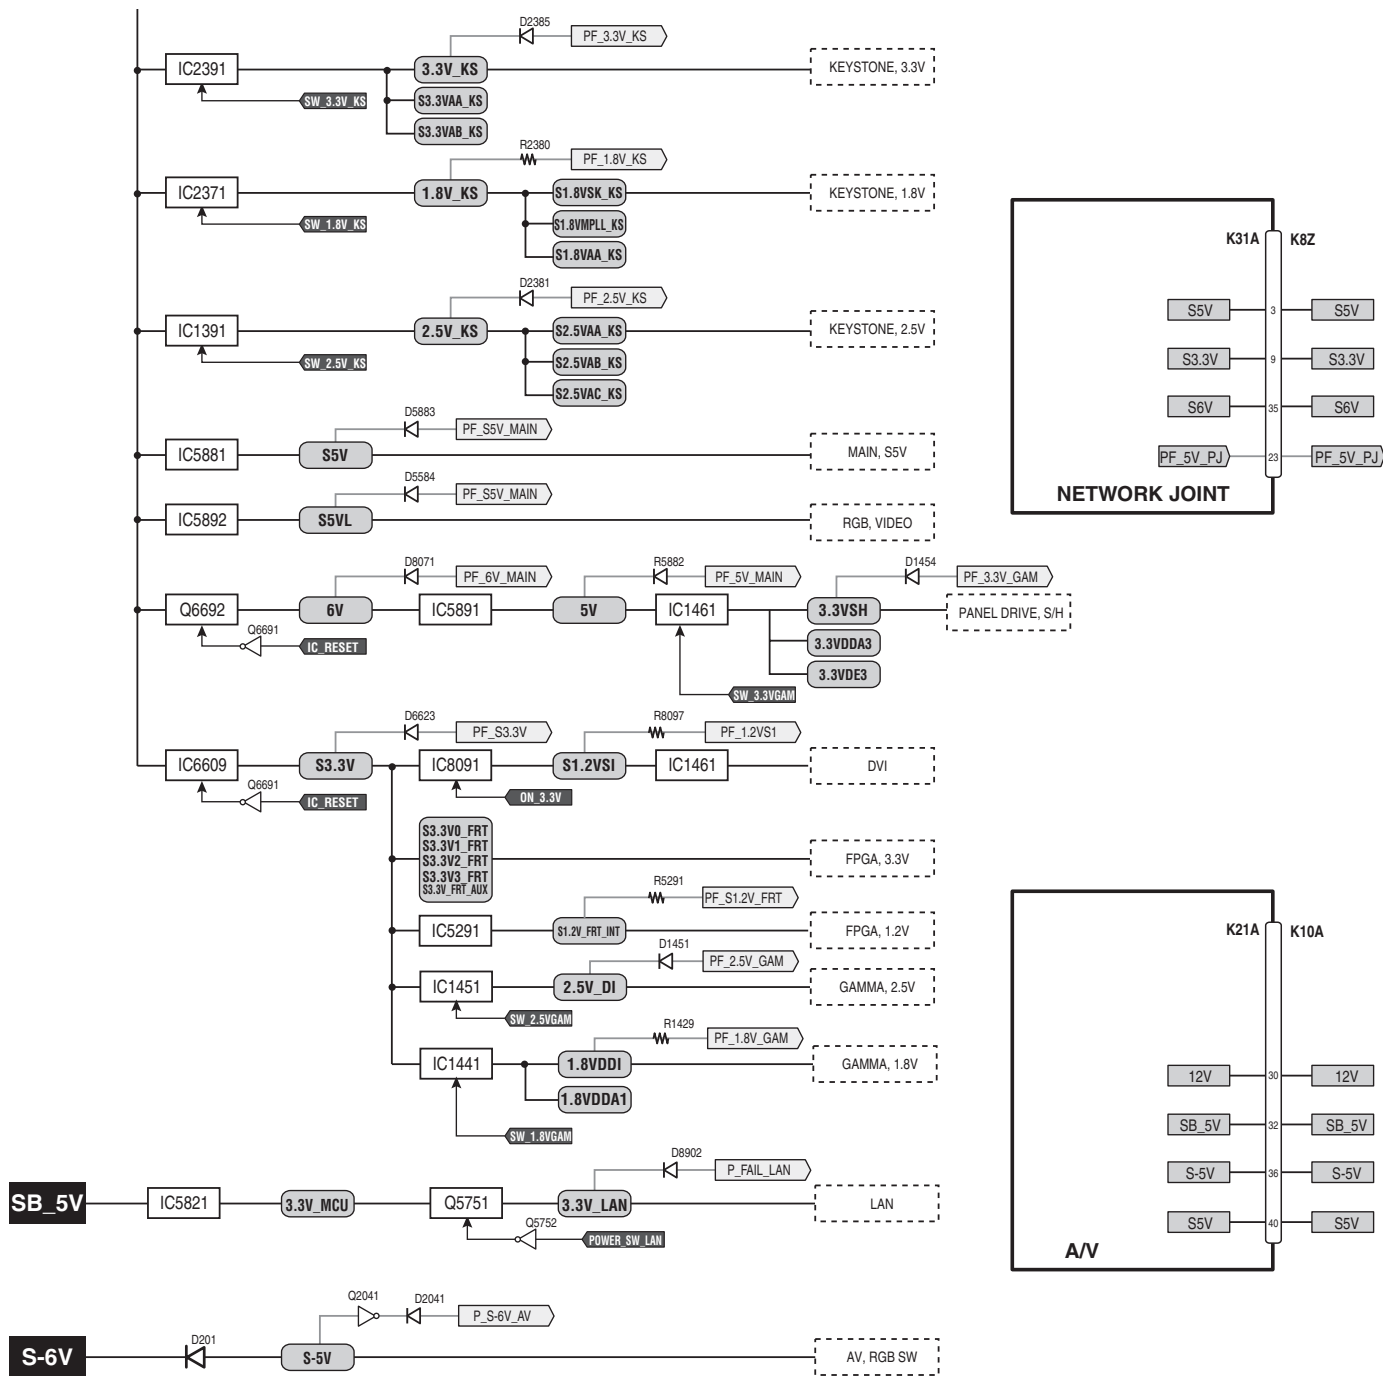 D2385
PF_3.3V_KS
IC2391
3.3V_KS
KEYSTONE, 3.3V
SW_3.3V_KS
S3.3VAA_KS
S3.3VAB_KS
R2380
PF_1.8V_KS
IC2371
1.8V_KS
S1.8VSK_KS
KEYSTONE, 1.8V
SW_1.8V_KS
S1.8VMPLL_KS
S1.8VAA_KS
D2381
PF_2.5V_KS
IC1391
2.5V_KS
S2.5VAA_KS
KEYSTONE, 2.5V
SW_2.5V_KS
S2.5VAB_KS
S2.5VAC_KS
D5883
PF_S5V_MAIN
IC5881
S5V
MAIN, S5V
D5584
PF_S5V_MAIN
IC5892
S5VL
RGB, VIDEO
D8071
PF_6V_MAIN
R5882
PF_5V_MAIN
D1454
PF_3.3V_GAM
Q6692
6V
IC5891
5V
IC1461
3.3VSH
PANEL DRIVE, S/H
Q6691
IC_RESET
3.3VDDA3
3.3VDE3
SW_3.3VGAM
D6623
PF_S3.3V
R8097
PF_1.2VS1
IC6609
S3.3V
IC8091
S1.2VSI
IC1461
DVI
Q6691
IC_RESET
ON_3.3V
S3.3V0_FRT
S3.3V1_FRT
S3.3V2_FRT
S3.3V3_FRT
S3.3V_FRT_AUX
FPGA, 3.3V
R5291
PF_S1.2V_FRT
IC5291
S1.2V_FRT_INT
FPGA, 1.2V
D1451
PF_2.5V_GAM
IC1451
2.5V_DI
GAMMA, 2.5V
SW_2.5VGAM
R1429
PF_1.8V_GAM
IC1441
1.8VDDI
GAMMA, 1.8V
1.8VDDA1
SW_1.8VGAM
D8902
P_FAIL_LAN
SB_5V
IC5821
3.3V_MCU
Q5751
3.3V_LAN
LAN
Q5752
POWER_SW_LAN
Q2041
D2041
P_S-6V_AV
S-6V
D201
S-5V
AV, RGB SW
K31A
K8Z
S5V
3
S5V
S3.3V
9
S3.3V
S6V
35
S6V
PF_5V_PJ
23
PF_5V_PJ
NETWORK JOINT
K21A
K10A
12V
30
12V
SB_5V
32
SB_5V
S-5V
36
S-5V
S5V
40
S5V
A/V